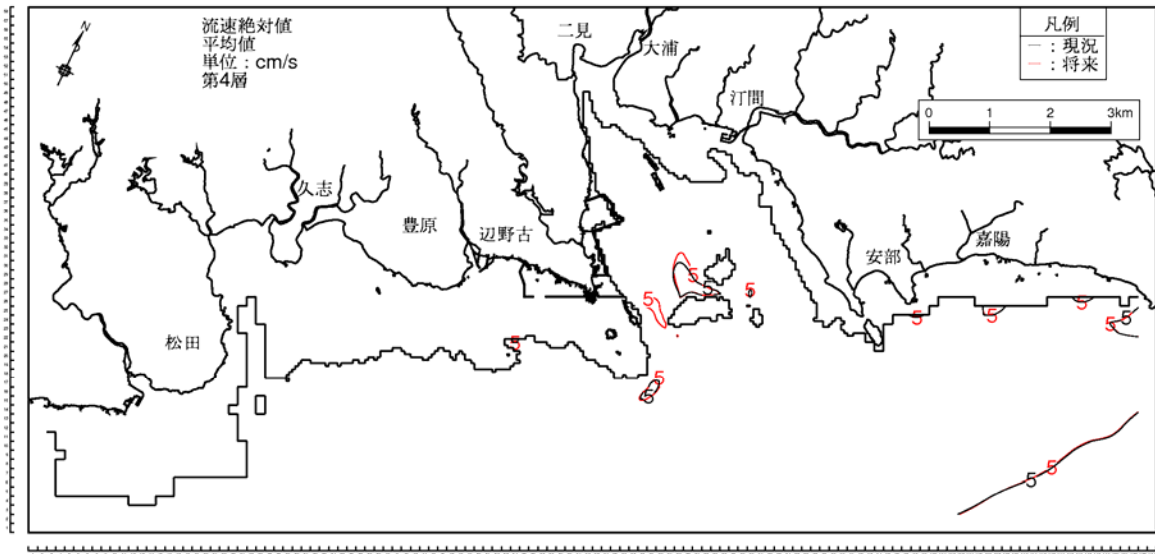 N
流速絶対値
平均値
単位：cm/s
第4層
凡例
―：現況
―：将来
0 1 2 3km
二見
大浦
汀間
久志
豊原
辺野古
安部
嘉陽
松田
5
5
5
5
5
5
5
5
5
5
5
5
5
5